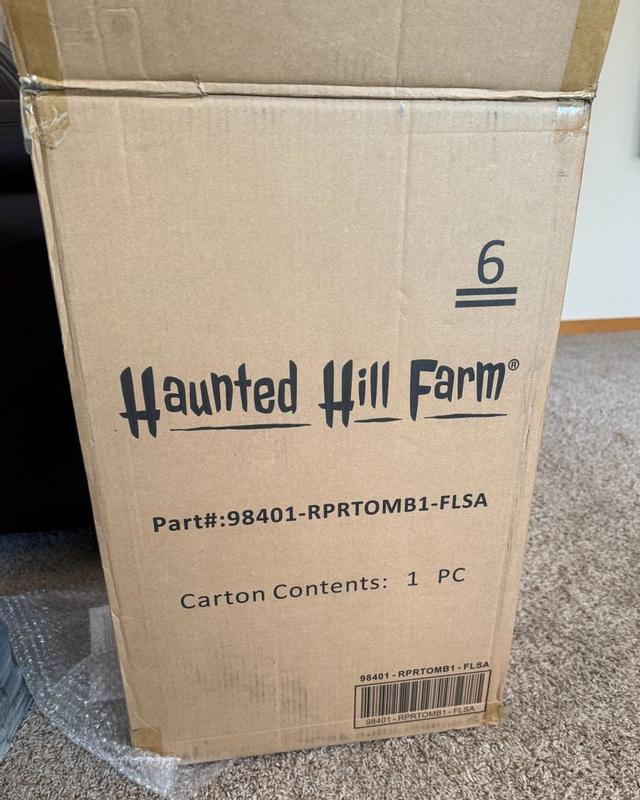 6
Haunted Hill Farm®
Part#:98401-RPRTOMB1-FLSA
Carton Contents: 1 PC
98401 - RPRTOMB1 - FLSA
98401 - RPRTOMB1 - FLSA